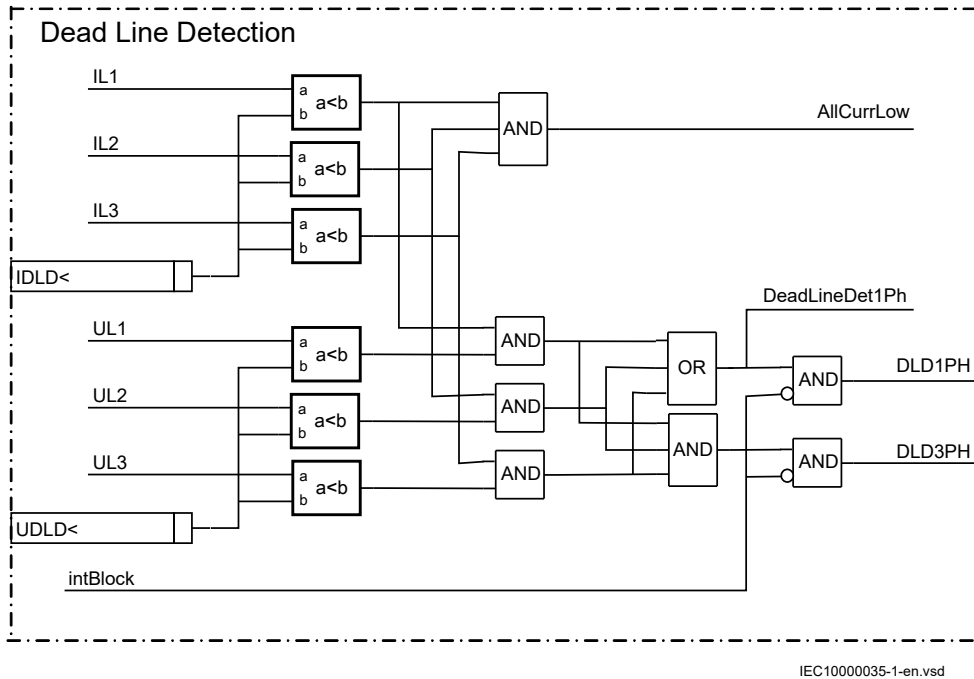 Dead Line Detection
IL1
a
b
a<b
IL2
a
b
a<b
IL3
a
b
a<b
IDLD<
AND
AllCurrLow
UL1
a
b
a<b
UL2
a
b
a<b
UL3
a
b
a<b
UDLD<
AND
AND
AND
OR
AND
DeadLineDet1Ph
AND
DLD1PH
AND
DLD3PH
intBlock
IEC10000035-1-en.vsd